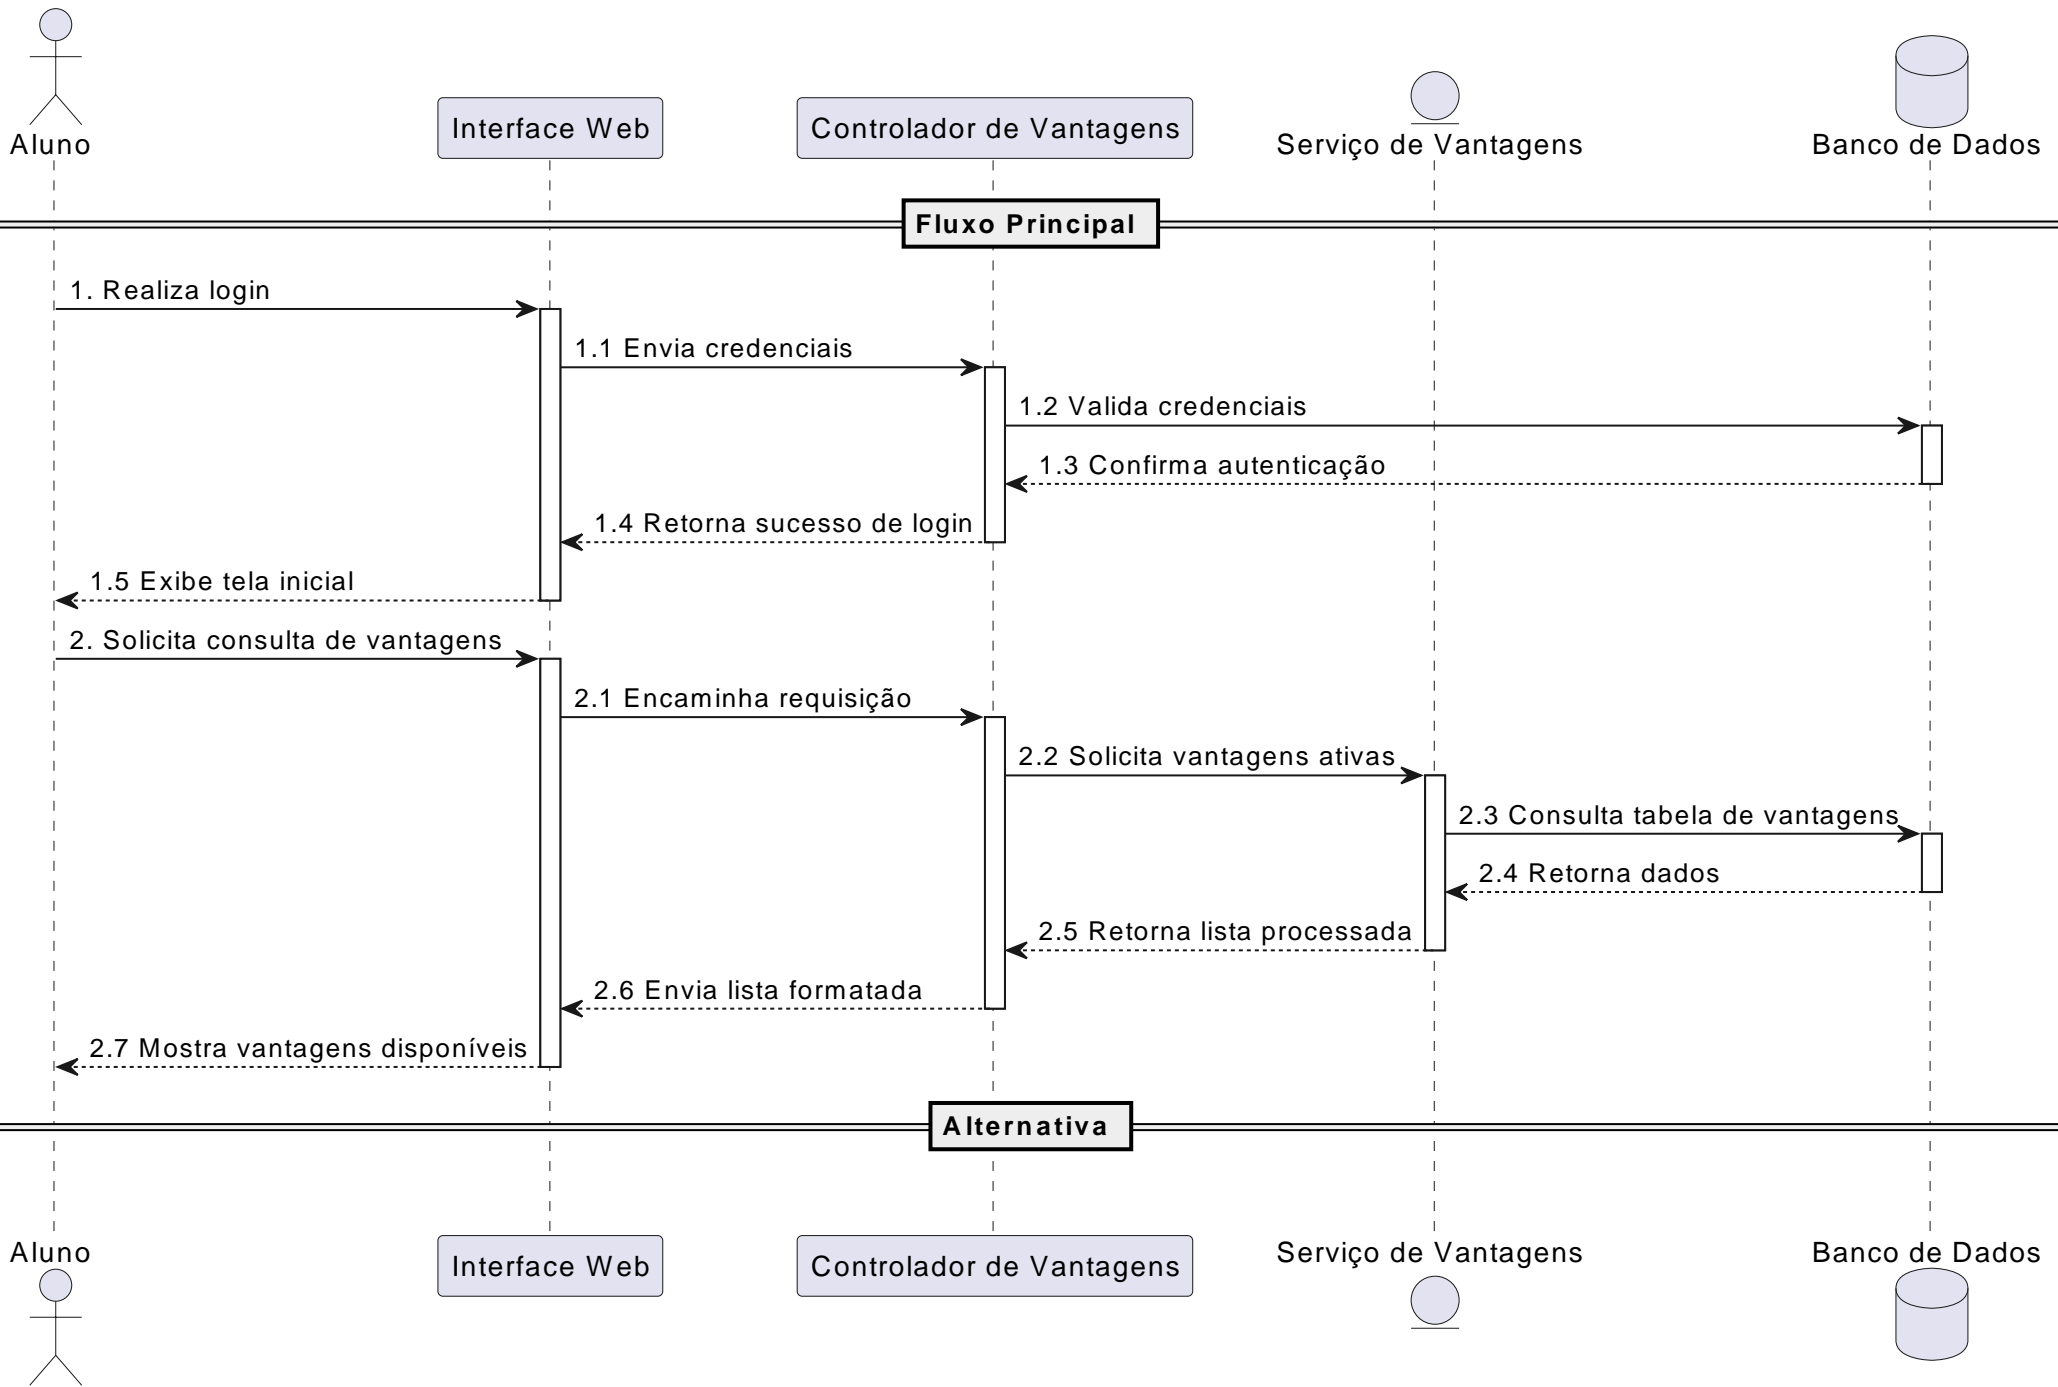 Aluno
Interface Web
Controlador de Vantagens
Serviço de Vantagens
Banco de Dados
Fluxo Principal
1. Realiza login
1.1 Envia credenciais
1.2 Valida credenciais
1.3 Confirma autenticação
1.4 Retorna sucesso de login
1.5 Exibe tela inicial
2. Solicita consulta de vantagens
2.1 Encaminha requisição
2.2 Solicita vantagens ativas
2.3 Consulta tabela de vantagens
2.4 Retorna dados
2.5 Retorna lista processada
2.6 Envia lista formatada
2.7 Mostra vantagens disponíveis
Alternativa
Aluno
Interface Web
Controlador de Vantagens
Serviço de Vantagens
Banco de Dados